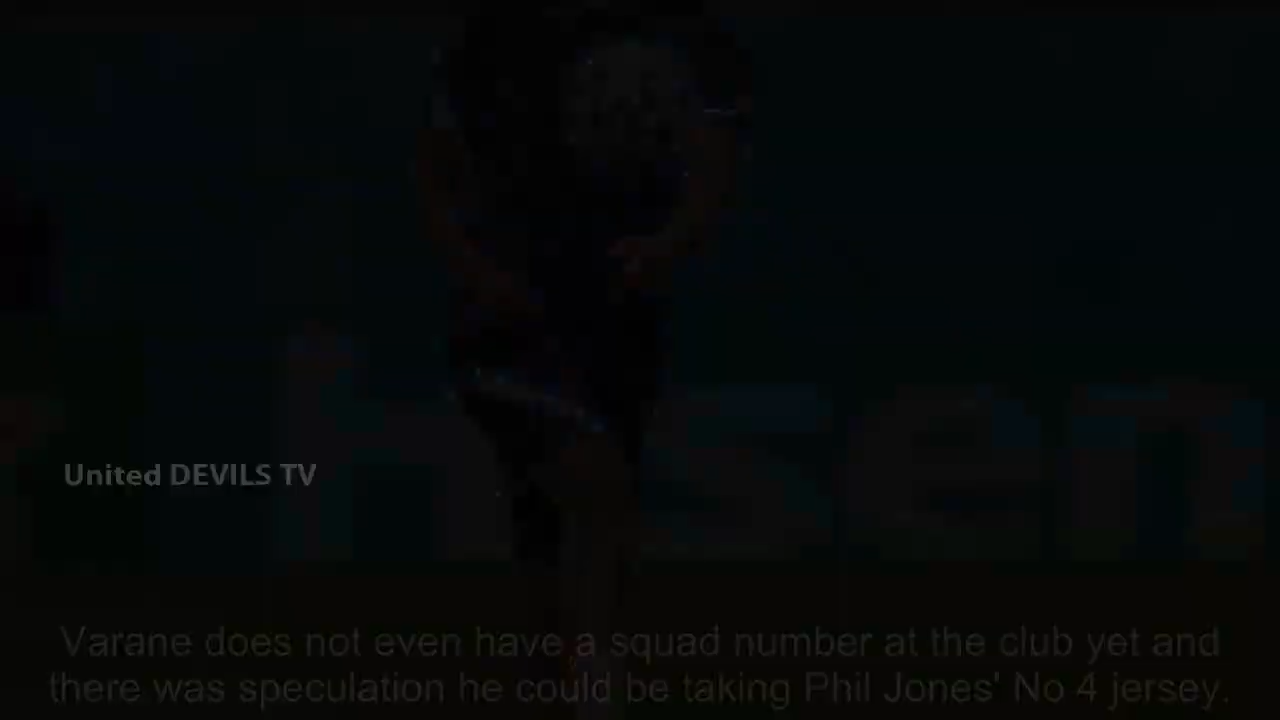 hisen
United DEVILS TV
Varane does not even have a squad number at the club yet and
there was speculation he could be taking Phil Jones' No 4 jersey.